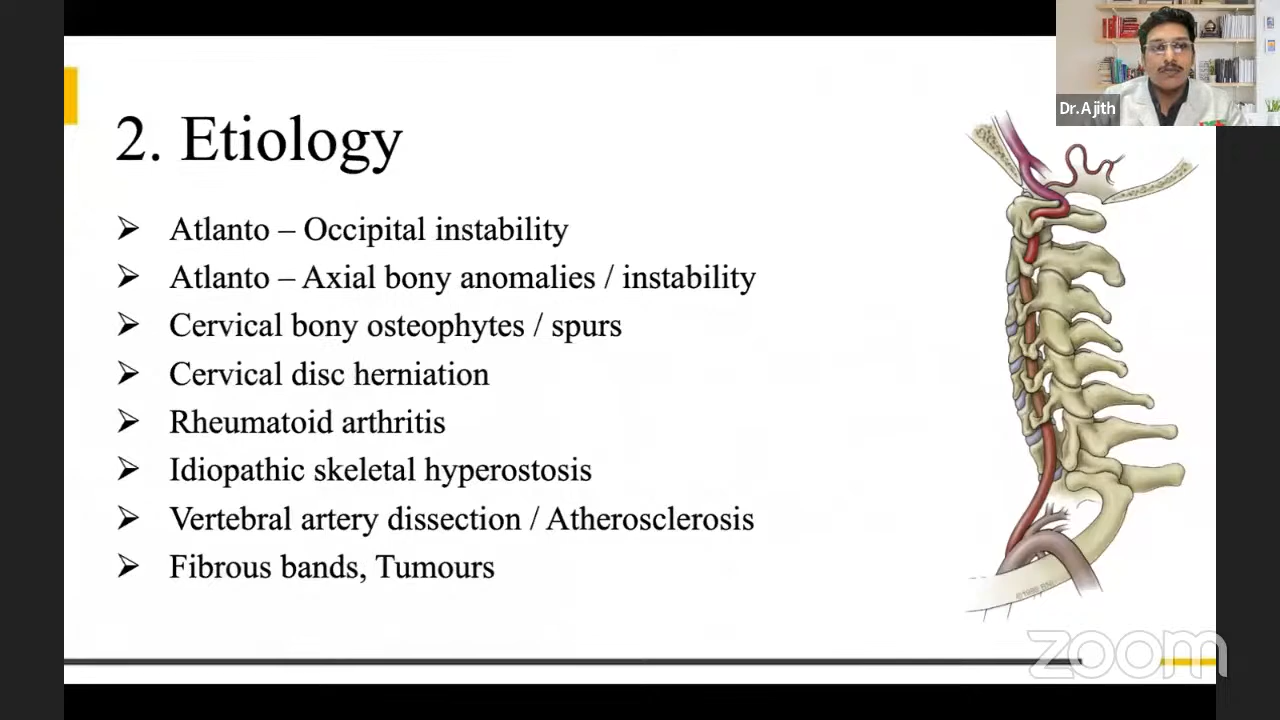 Dr.Ajith
2. Etiology
➢ Atlanto – Occipital instability
➢ Atlanto – Axial bony anomalies / instability
➢ Cervical bony osteophytes / spurs
➢ Cervical disc herniation
➢ Rheumatoid arthritis
➢ Idiopathic skeletal hyperostosis
➢ Vertebral artery dissection / Atherosclerosis
➢ Fibrous bands, Tumours
zoom